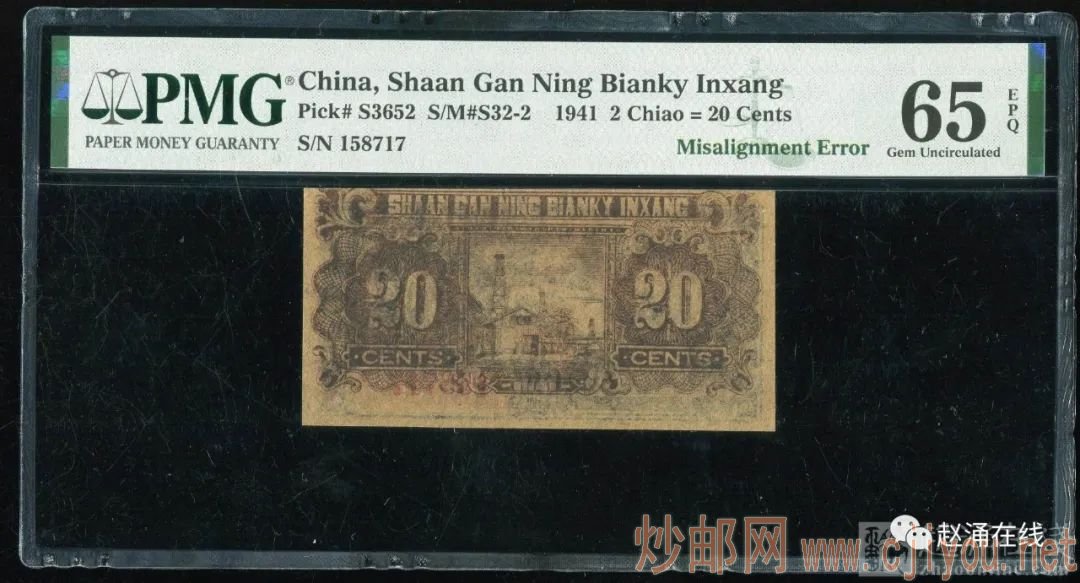 PMG®
PAPER MONEY GUARANTY
China, Shaan Gan Ning Bianky Inxang
Pick# S3652 S/M#S32-2 1941 2 Chiao = 20 Cents
S/N 158717
Misalignment Error
65
EPQ
Gem Uncirculated
SHAAN GAN NING BIANKY INXANG
20
20
CENTS
CENTS
炒邮网 www.cjiyou.net
赵涌在线